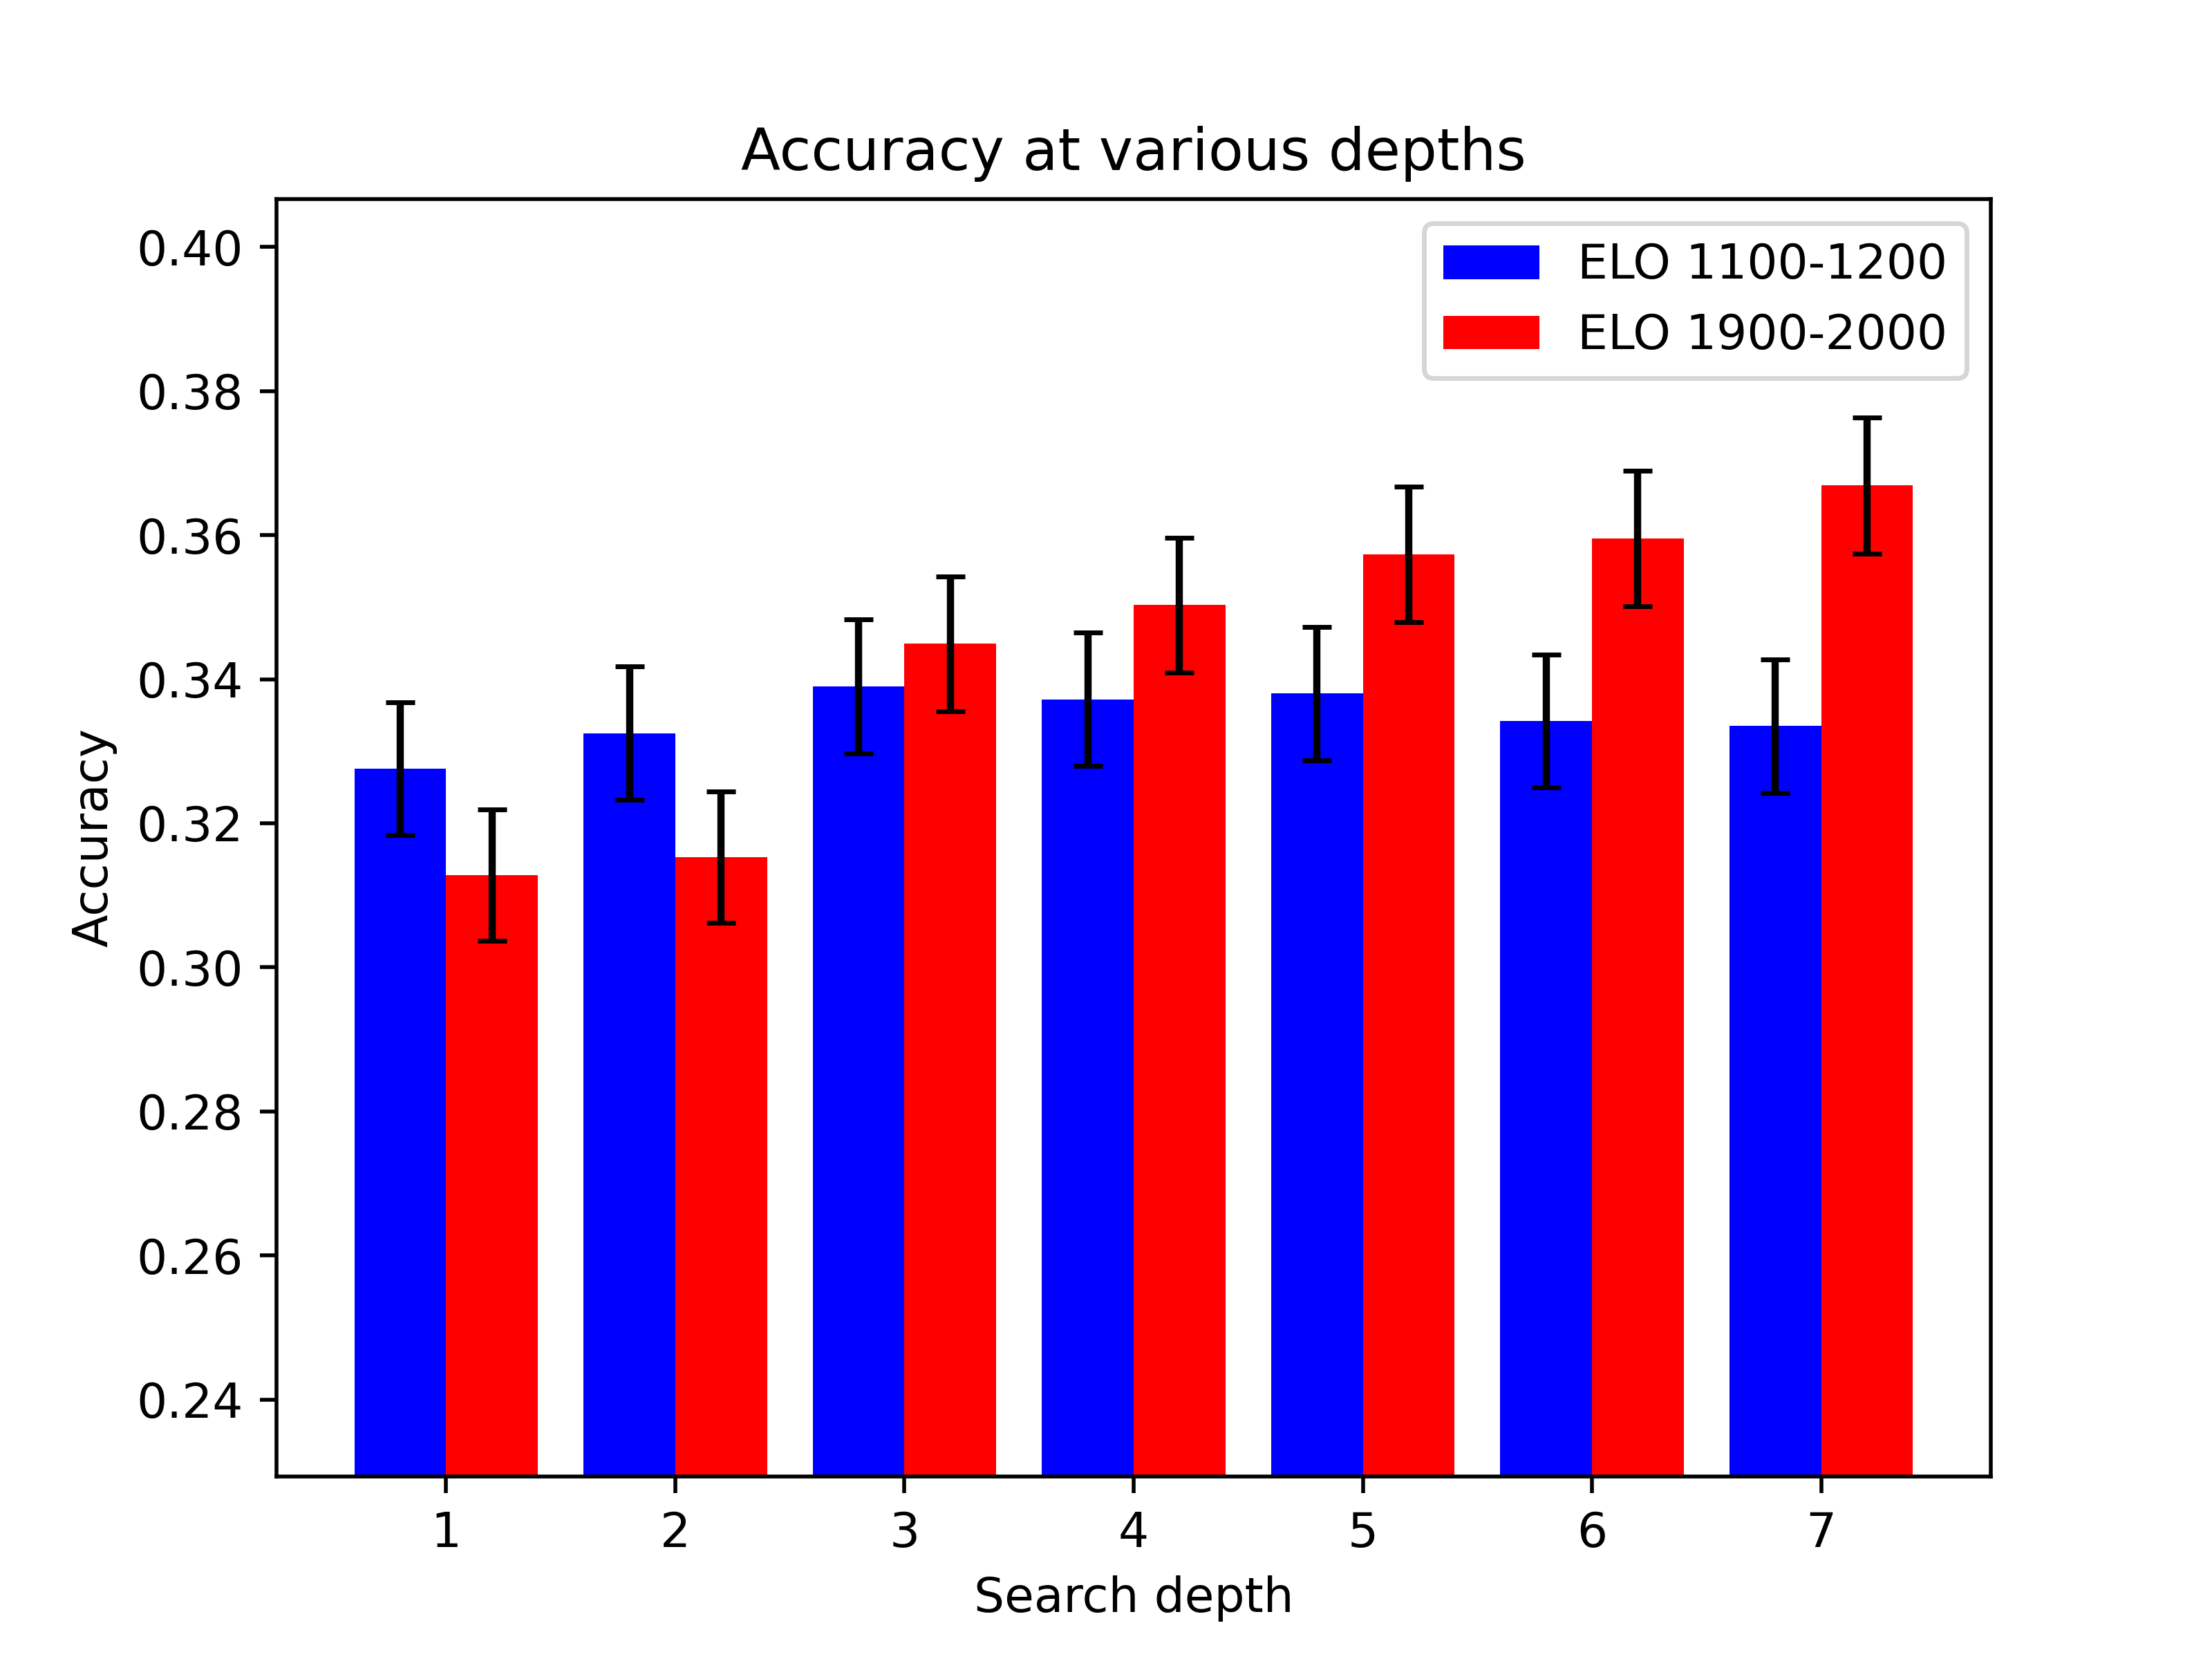 Accuracy at various depths
ELO 1100-1200
ELO 1900-2000
0.40
0.38
0.36
0.34
0.32
0.30
0.28
0.26
0.24
Accuracy
1 2 3 4 5 6 7
Search depth